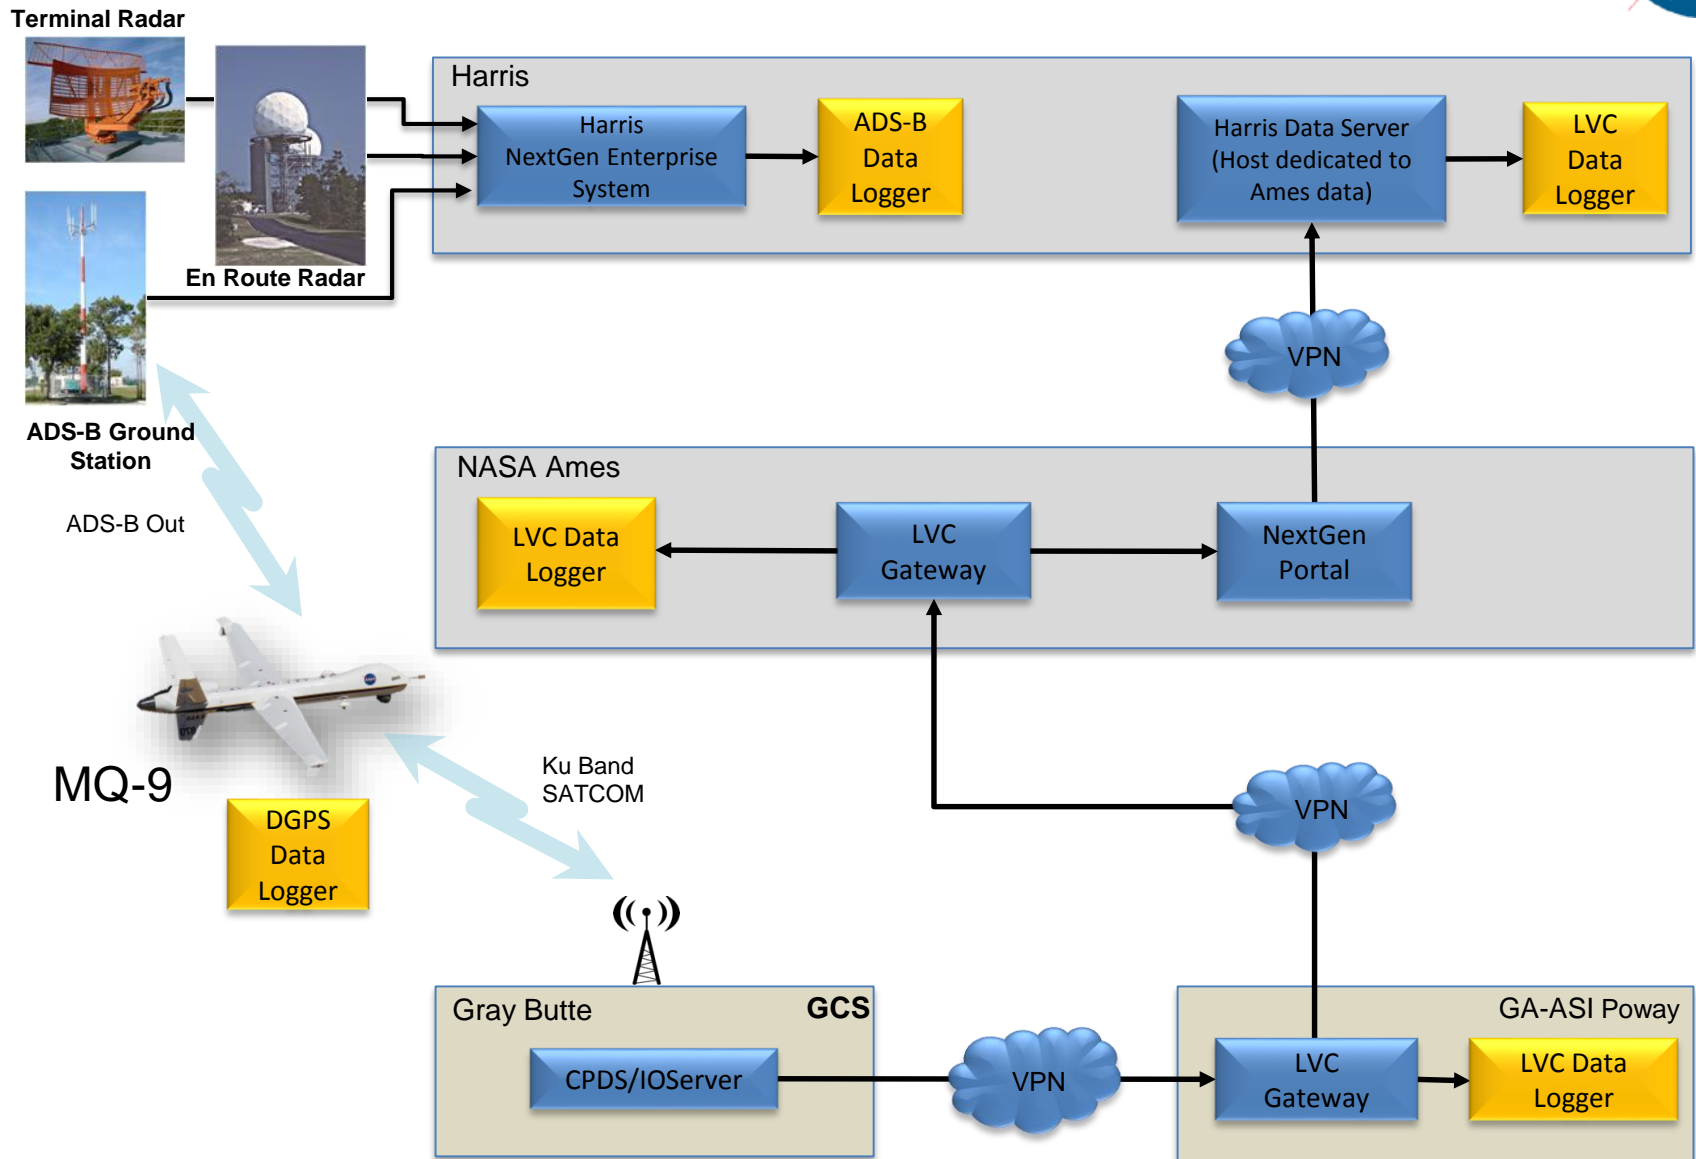 Terminal Radar
En Route Radar
ADS-B Ground
Station
ADS-B Out
MQ-9
DGPS
Data
Logger
Ku Band
SATCOM
Harris
Harris
NextGen Enterprise
System
ADS-B
Data
Logger
Harris Data Server
(Host dedicated to
Ames data)
LVC
Data
Logger
VPN
NASA Ames
LVC Data
Logger
LVC
Gateway
NextGen
Portal
VPN
Gray Butte
GCS
CPDS/IOServer
VPN
GA-ASI Poway
LVC
Gateway
LVC Data
Logger